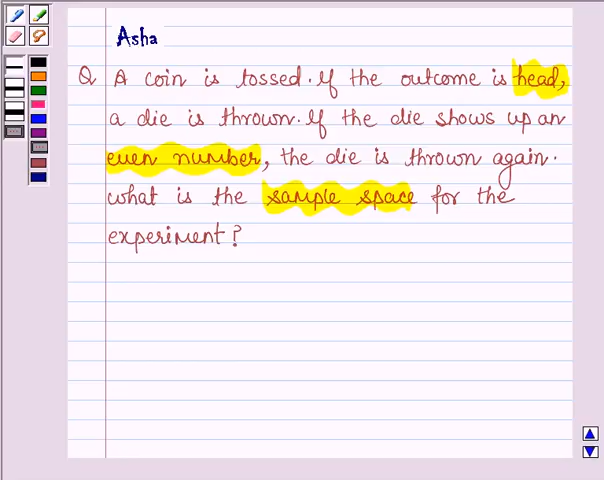 Asha
Q A coin is tossed. If the outcome is head,
a die is thrown. If the die shows up an
even number, the die is thrown again.
what is the sample space for the
experiment?